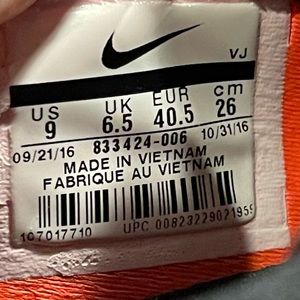 VJ
US UK EUR cm
9 6.5 40.5 26
09/21/16 833424-006 10/31/16
MADE IN VIETNAM
FABRIQUE AU VIETNAM
107017710 UPC 00823229021955